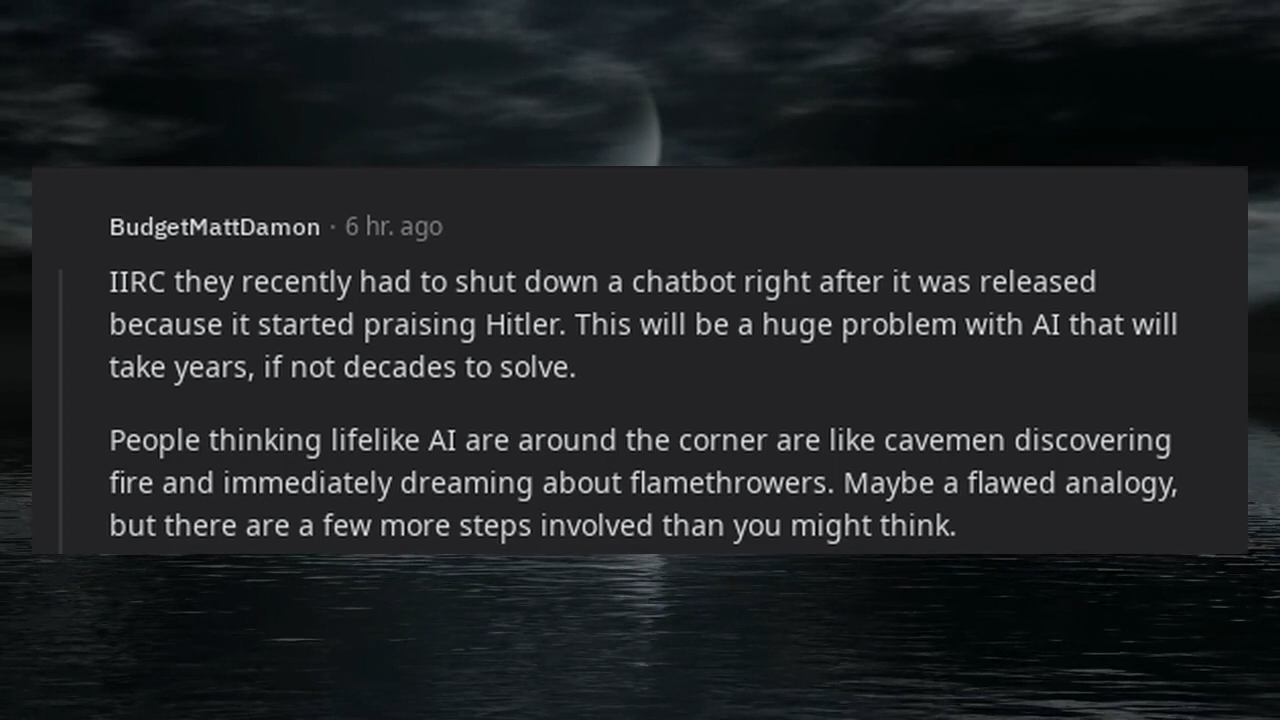 BudgetMattDamon · 6 hr. ago
IIRC they recently had to shut down a chatbot right after it was released
because it started praising Hitler. This will be a huge problem with AI that will
take years, if not decades to solve.
People thinking lifelike AI are around the corner are like cavemen discovering
fire and immediately dreaming about flamethrowers. Maybe a flawed analogy,
but there are a few more steps involved than you might think.